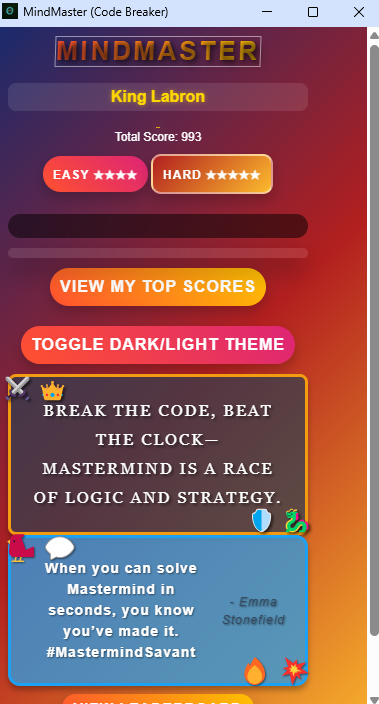 MindMaster (Code Breaker)
MINDMASTER
King Labron
Total Score: 993
EASY ★★★★
HARD ★★★★★
VIEW MY TOP SCORES
TOGGLE DARK/LIGHT THEME
BREAK THE CODE, BEAT
THE CLOCK—
MASTERMIND IS A RACE
OF LOGIC AND STRATEGY.
When you can solve
Mastermind in
seconds, you know
you’ve made it.
#MastermindSavant
- Emma
Stonefield
VIEW LEADERBOARD